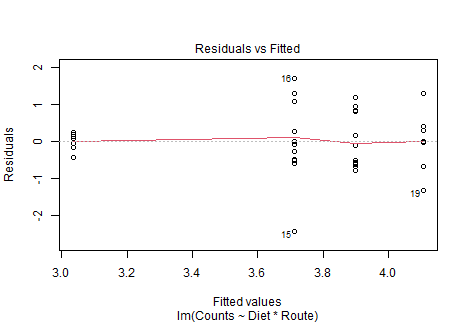 Residuals vs Fitted
2
1
0
-1
-2
Residuals
16
15
19
3.0 3.2 3.4 3.6 3.8 4.0
Fitted values
lm(Counts ~ Diet * Route)